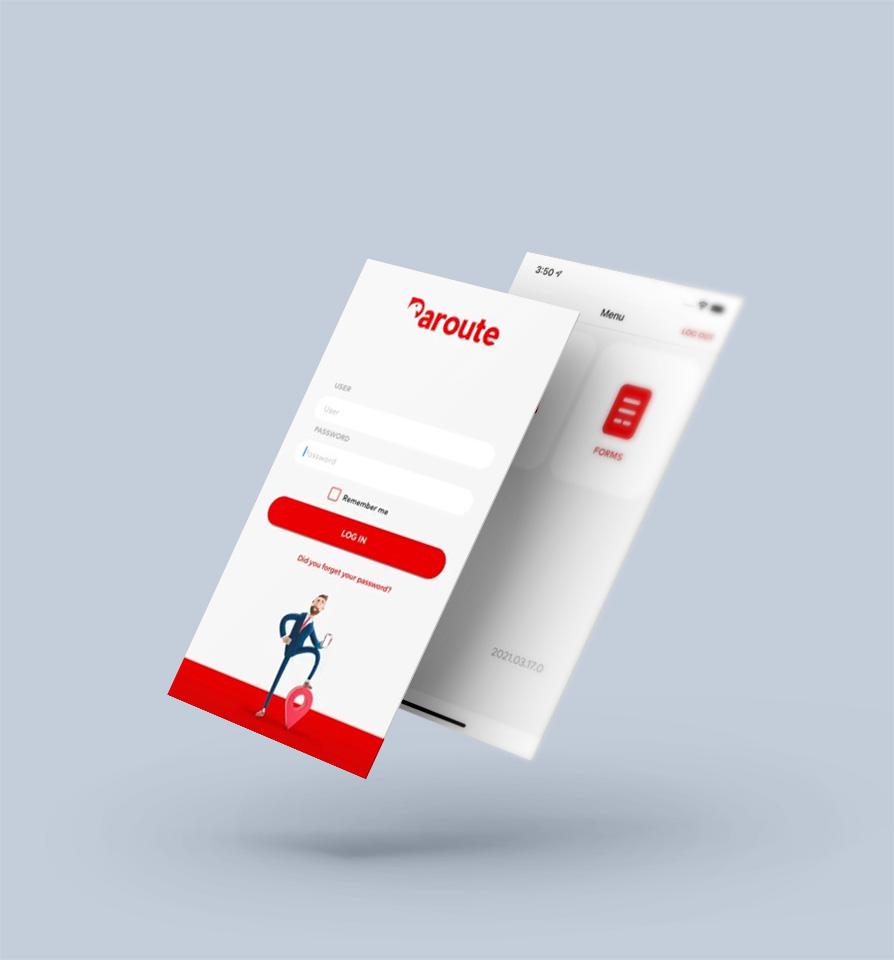 Paroute
USER
User
PASSWORD
Password
Remember me
LOG IN
Did you forget your password?
3:50
Menu
LOG OUT
FORMS
2021.03.17.0